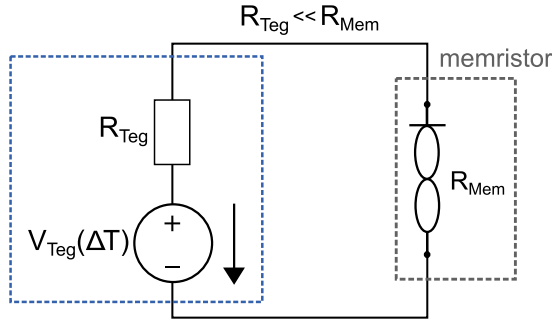 R_Teg << R_Mem
memristor
R_Teg
R_Mem
V_Teg(ΔT)
+
−